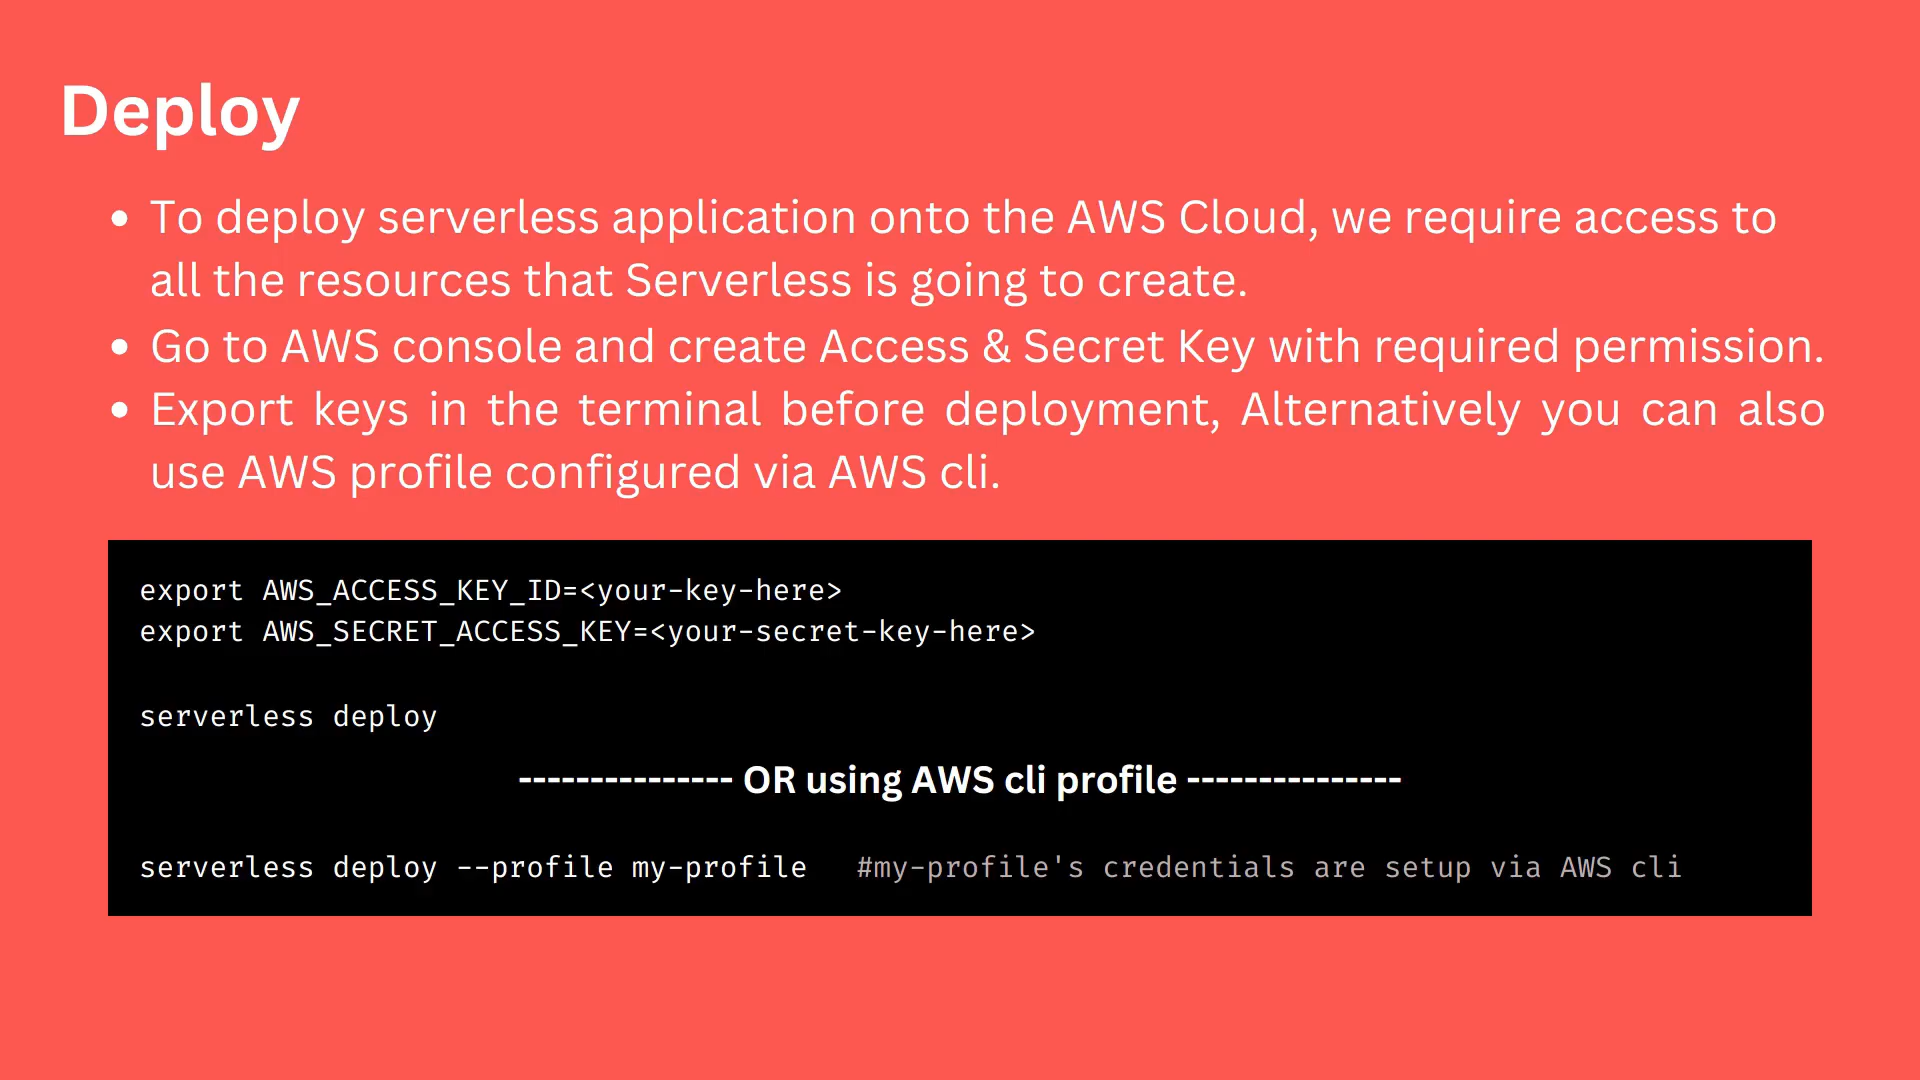 Deploy
• To deploy serverless application onto the AWS Cloud, we require access to
all the resources that Serverless is going to create.
• Go to AWS console and create Access & Secret Key with required permission.
• Export keys in the terminal before deployment, Alternatively you can also
use AWS profile configured via AWS cli.
export AWS_ACCESS_KEY_ID=<your-key-here>
export AWS_SECRET_ACCESS_KEY=<your-secret-key-here>
serverless deploy
--------------- OR using AWS cli profile ---------------
serverless deploy --profile my-profile #my-profile's credentials are setup via AWS cli